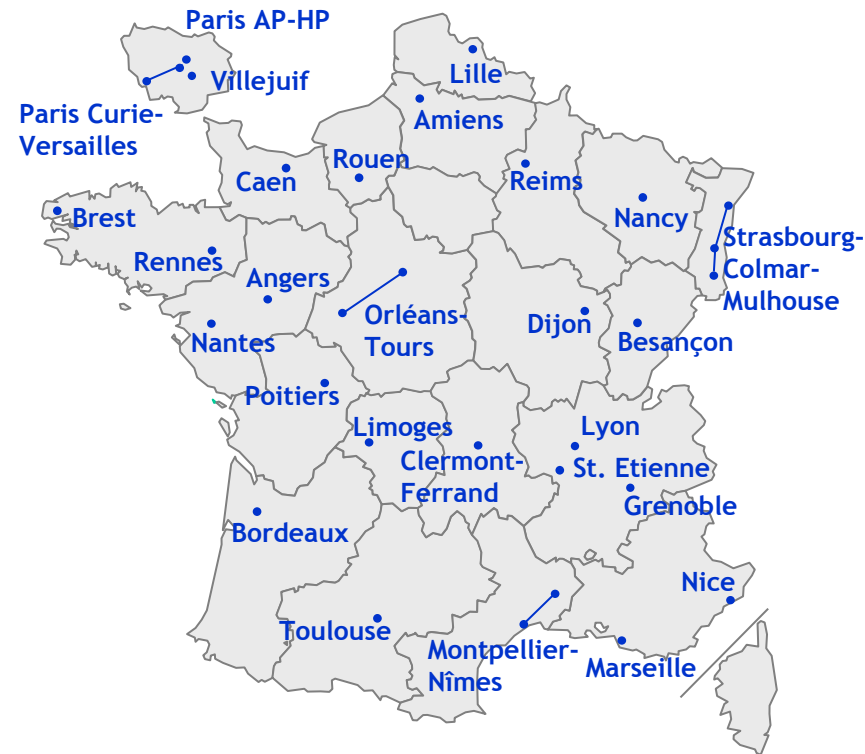 Paris AP-HP
Villejuif
Paris Curie-
Versailles
Lille
Amiens
Rouen
Caen
Reims
Nancy
Brest
Rennes
Strasbourg-
Colmar-
Mulhouse
Angers
Nantes
Orléans-
Tours
Dijon
Besançon
Poitiers
Limoges
Clermont-
Ferrand
Lyon
St. Etienne
Grenoble
Bordeaux
Nice
Toulouse
Montpellier-
Nîmes
Marseille